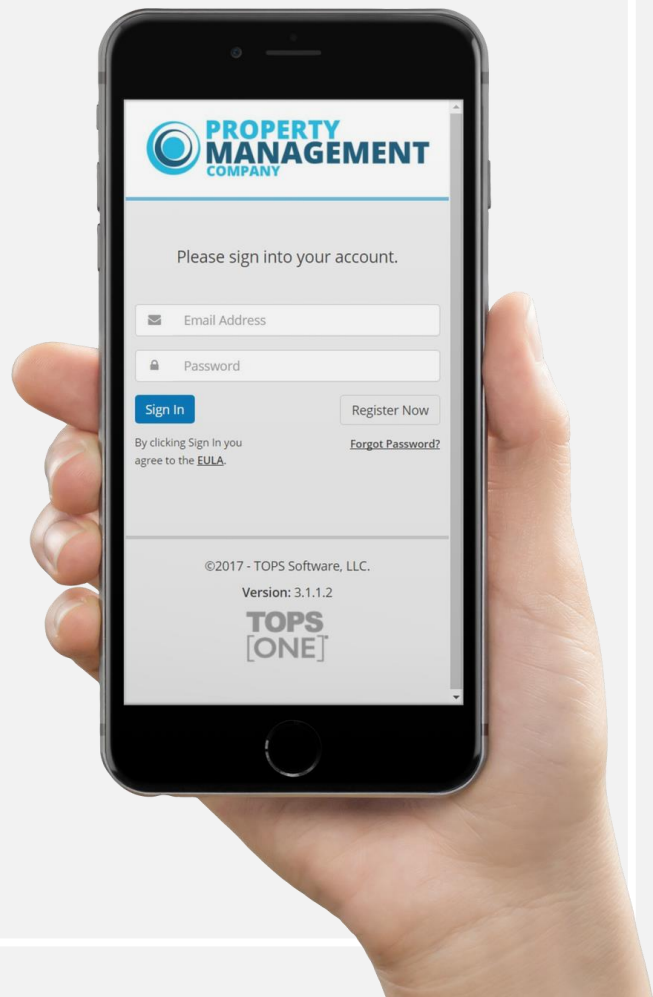 PROPERTY
MANAGEMENT
COMPANY
Please sign into your account.
Email Address
Password
Sign In
Register Now
By clicking Sign In you
agree to the EULA.
Forgot Password?
©2017 - TOPS Software, LLC.
Version: 3.1.1.2
TOPS
[ONE]